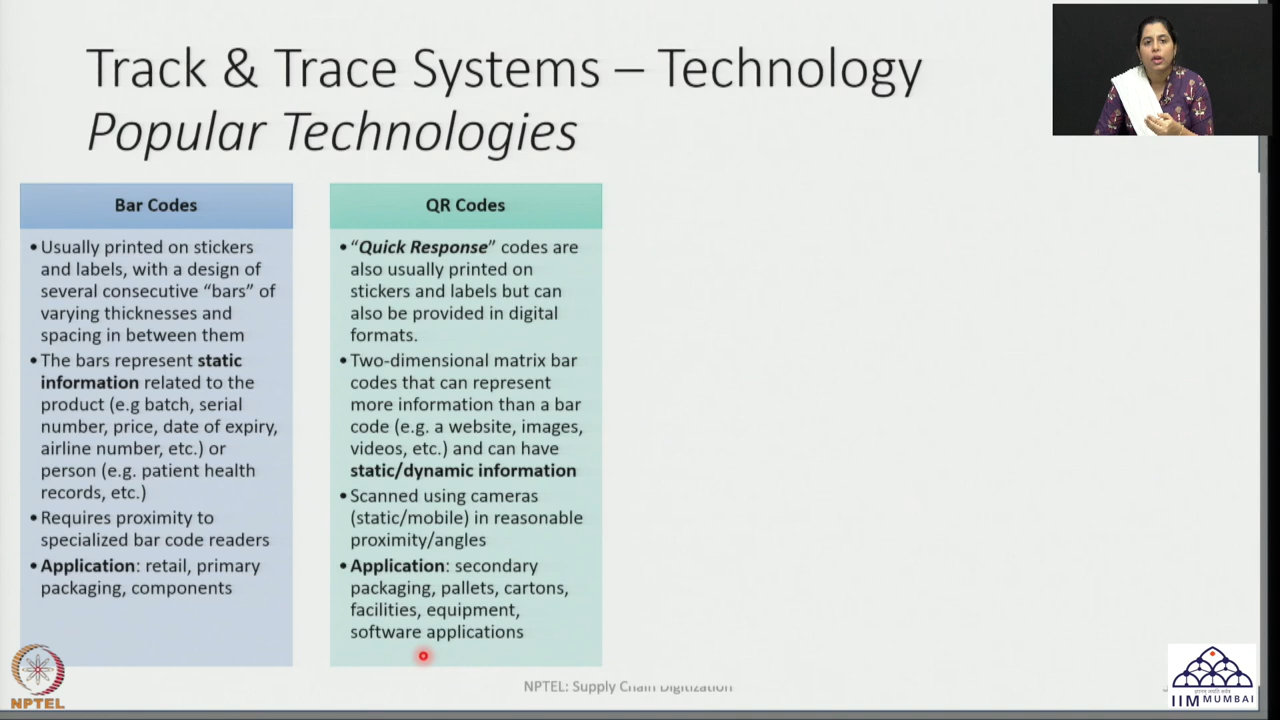 Track & Trace Systems – Technology
Popular Technologies
Bar Codes
• Usually printed on stickers
and labels, with a design of
several consecutive “bars” of
varying thicknesses and
spacing in between them
• The bars represent static
information related to the
product (e.g batch, serial
number, price, date of expiry,
airline number, etc.) or
person (e.g. patient health
records, etc.)
• Requires proximity to
specialized bar code readers
• Application: retail, primary
packaging, components
QR Codes
• “Quick Response” codes are
also usually printed on
stickers and labels but can
also be provided in digital
formats.
• Two-dimensional matrix bar
codes that can represent
more information than a bar
code (e.g. a website, images,
videos, etc.) and can have
static/dynamic information
• Scanned using cameras
(static/mobile) in reasonable
proximity/angles
• Application: secondary
packaging, pallets, cartons,
facilities, equipment,
software applications
NPTEL
NPTEL: Supply Chain Digitization
IIM MUMBAI